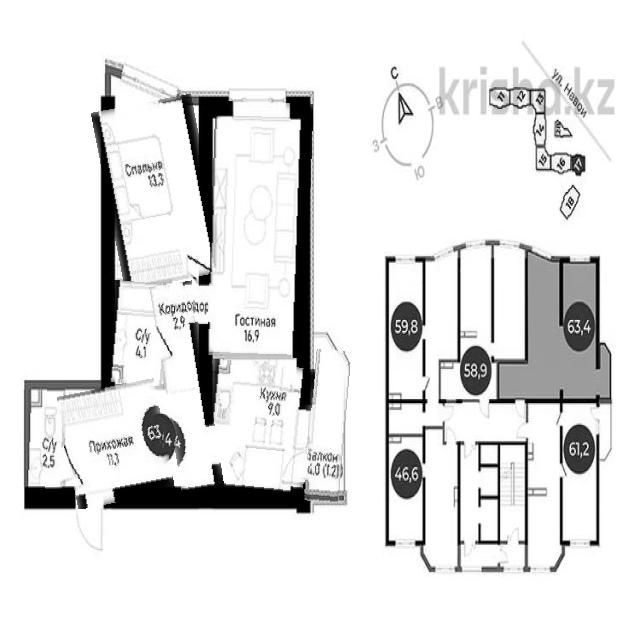 krisha.kz
ул. Навои
С
В
З
Ю
11
12
13
14
15
16
17
18
Спальня
13,3
Коридор
2,9
Гостиная
16,9
С/у
4,1
Кухня
9,0
Прихожая
11,3
63,4
С/у
2,5
Балкон
4,0 (1,2)
59,8
63,4
58,9
46,6
61,2